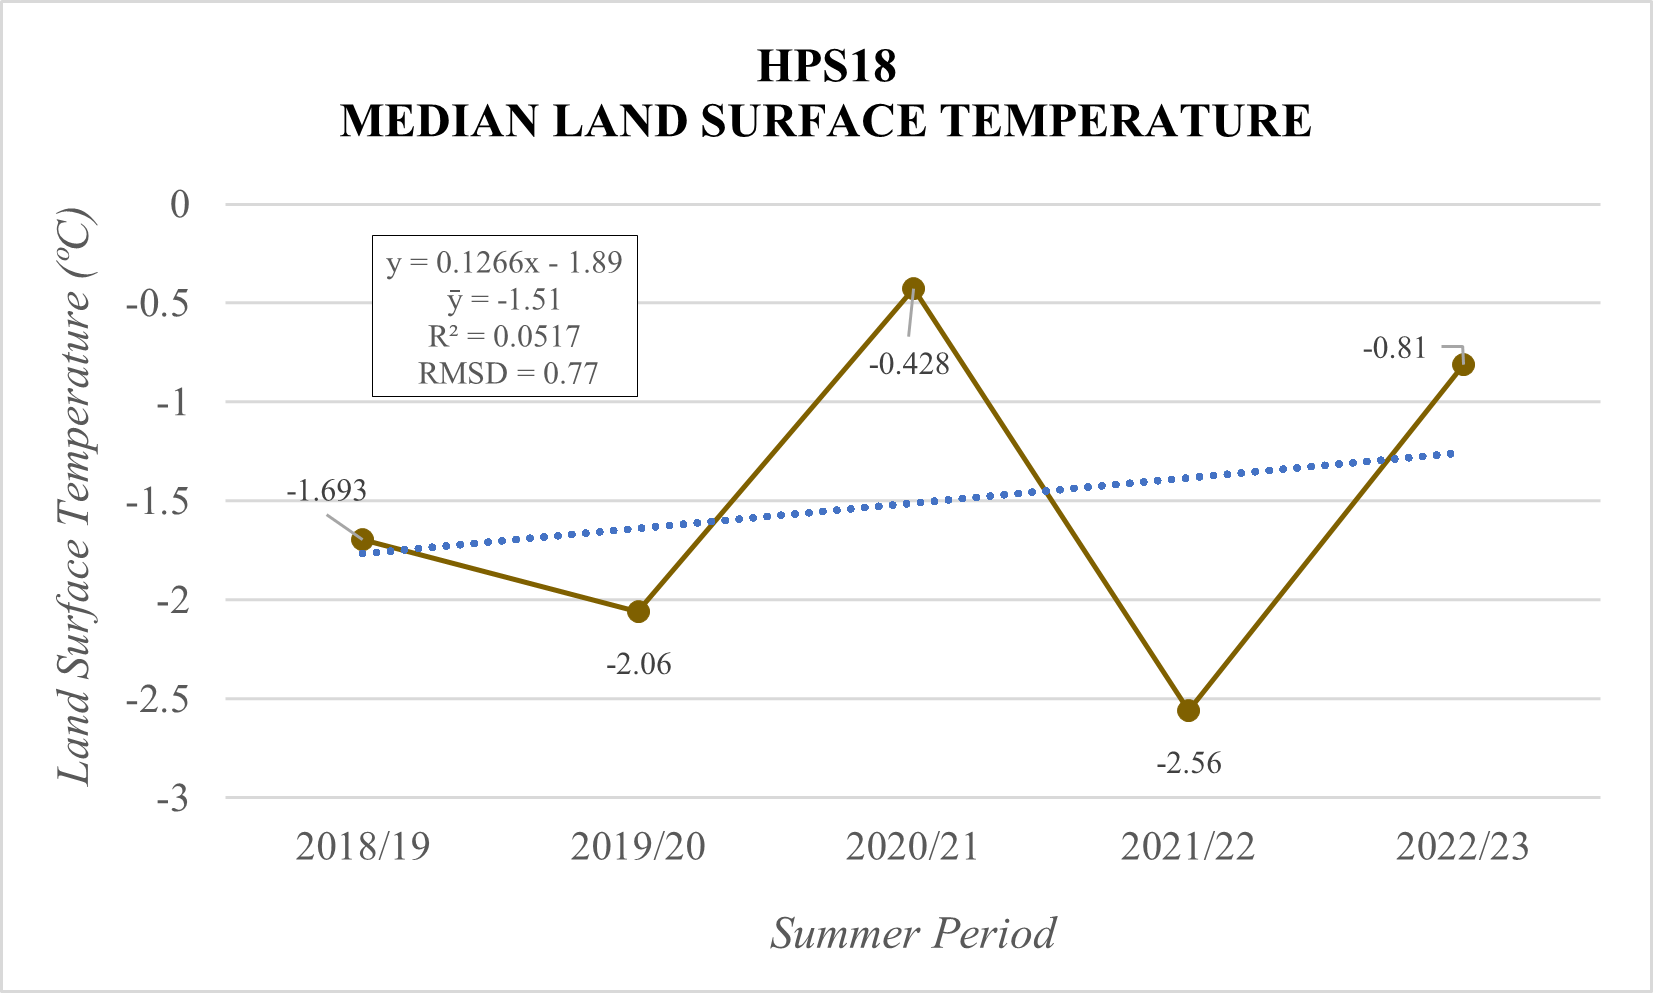 HPS18
MEDIAN LAND SURFACE TEMPERATURE
Land Surface Temperature (ºC)
0
-0.5
-1
-1.5
-2
-2.5
-3
y = 0.1266x - 1.89
ȳ = -1.51
R² = 0.0517
RMSD = 0.77
-1.693
-2.06
-0.428
-2.56
-0.81
2018/19
2019/20
2020/21
2021/22
2022/23
Summer Period